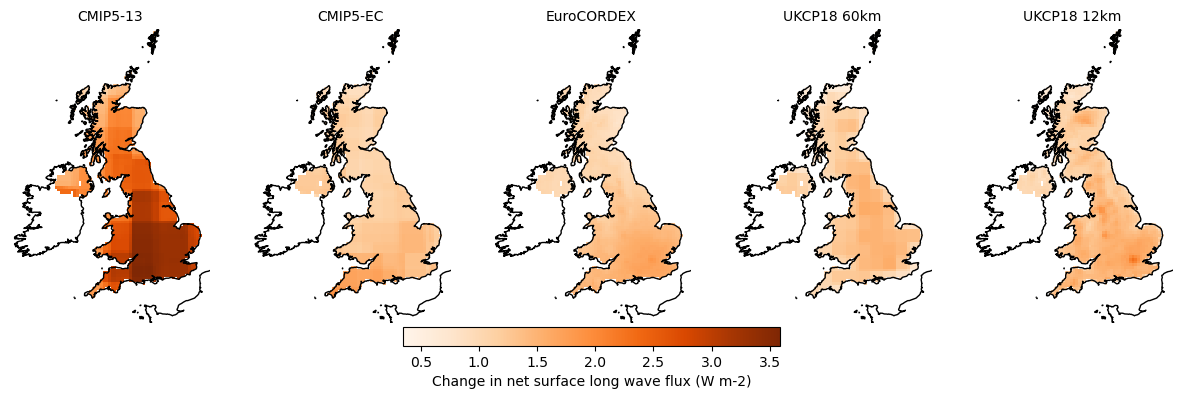 CMIP5-13 CMIP5-EC EuroCORDEX UKCP18 60km UKCP18 12km
0.5 1.0 1.5 2.0 2.5 3.0 3.5
Change in net surface long wave flux (W m-2)